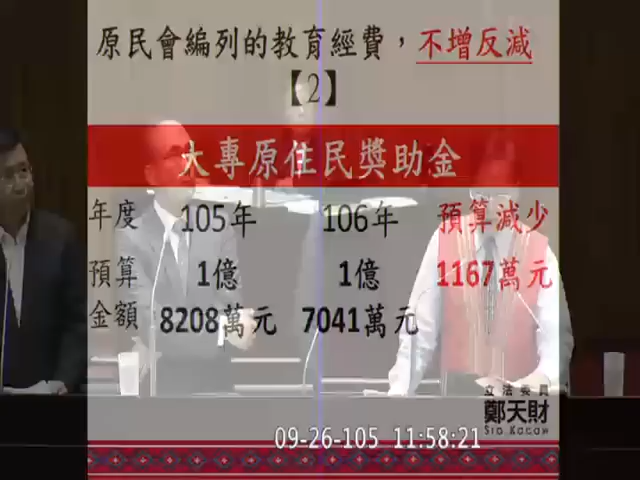 原民會編列的教育經費，不增反減
【2】
大專原住民獎助金
年度 105年 106年 預算減少
預算金額 1億8208萬元 1億7041萬元 1167萬元
立法委員
鄭天財
Sra Kacaw
09-26-105 11:58:21